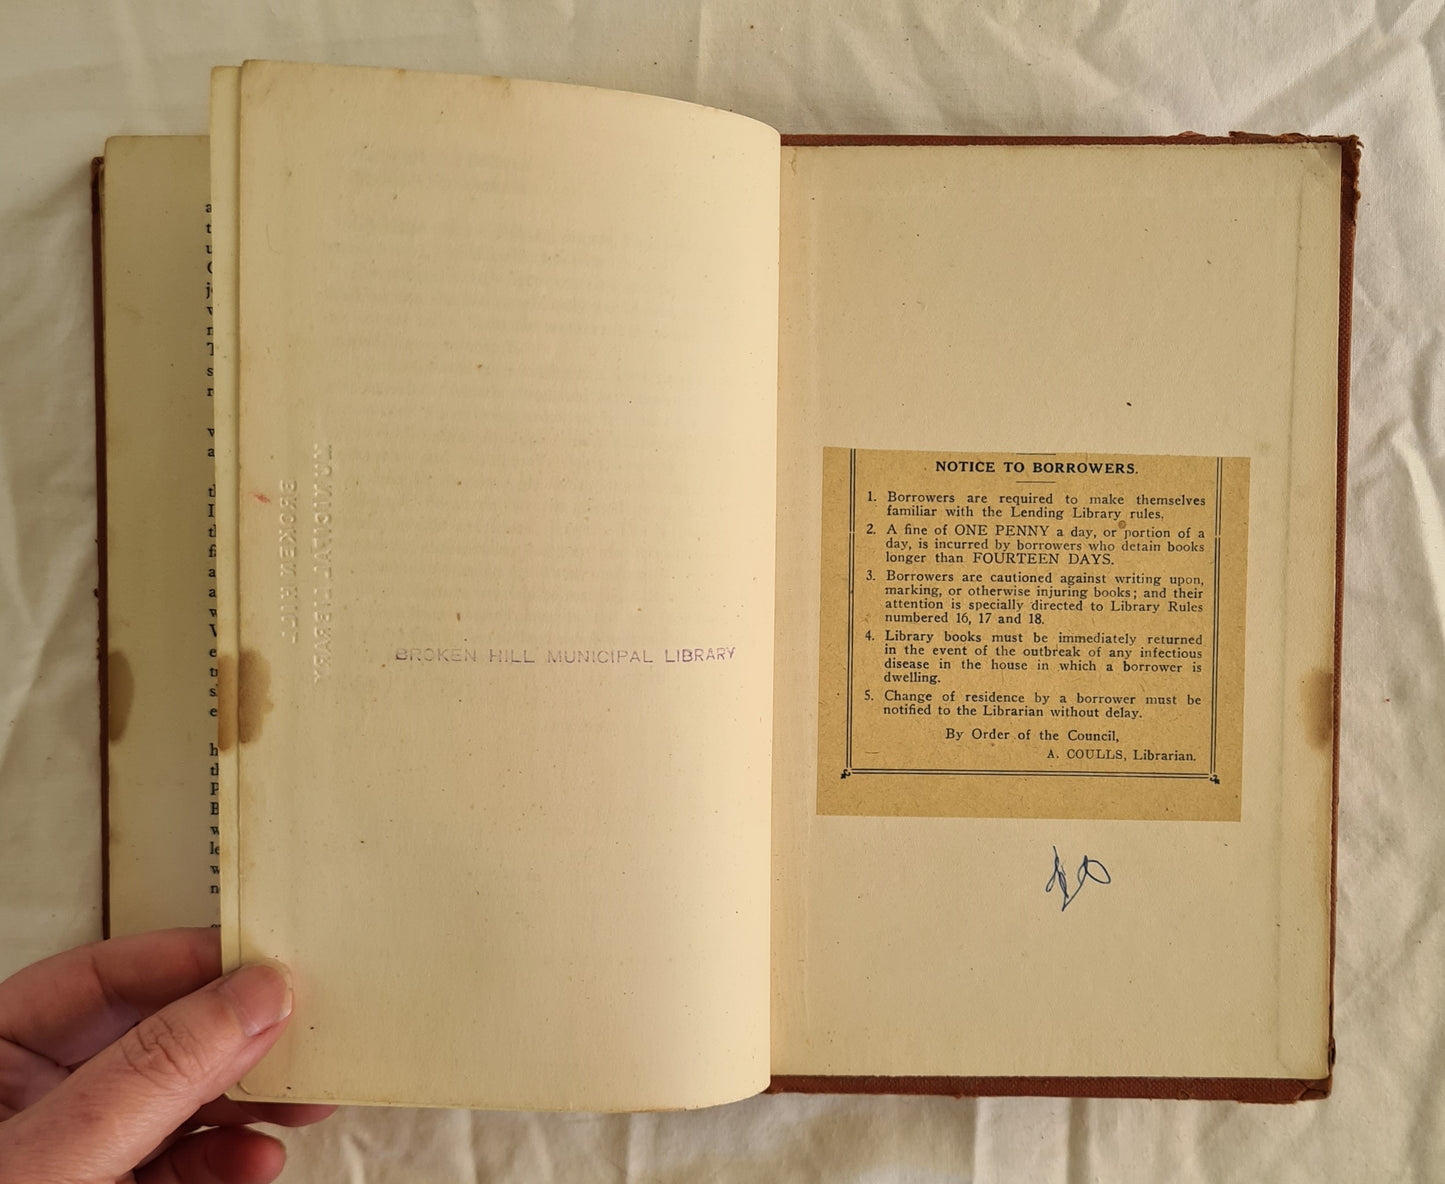 BROKEN HILL
MUNICIPAL LIBRARY
BROKEN HILL MUNICIPAL LIBRARY
NOTICE TO BORROWERS.
1. Borrowers are required to make themselves
familiar with the Lending Library rules.
2. A fine of ONE PENNY a day, or portion of a
day, is incurred by borrowers who detain books
longer than FOURTEEN DAYS.
3. Borrowers are cautioned against writing upon,
marking, or otherwise injuring books; and their
attention is specially directed to Library Rules
numbered 16, 17 and 18.
4. Library books must be immediately returned
in the event of the outbreak of any infectious
disease in the house in which a borrower is
dwelling.
5. Change of residence by a borrower must be
notified to the Librarian without delay.
By Order of the Council,
A. COULLS, Librarian.